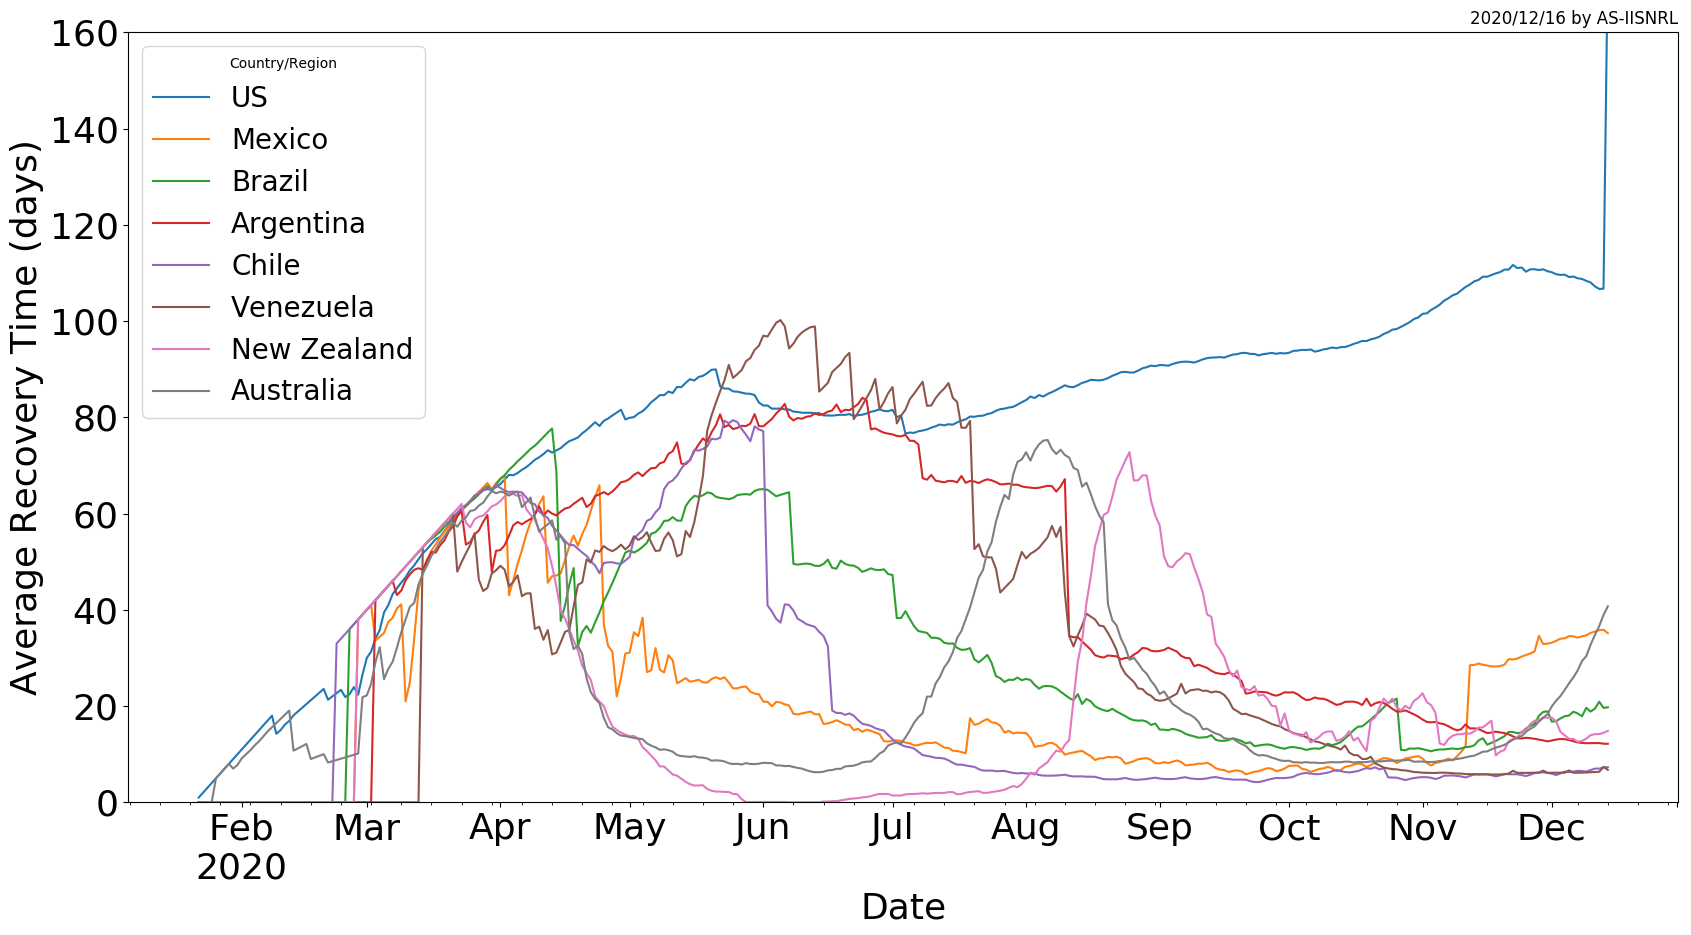 2020/12/16 by AS-IISNRL
160
140
120
100
80
60
40
20
0
Average Recovery Time (days)
Country/Region
US
Mexico
Brazil
Argentina
Chile
Venezuela
New Zealand
Australia
Feb Mar Apr May Jun Jul Aug Sep Oct Nov Dec
2020
Date